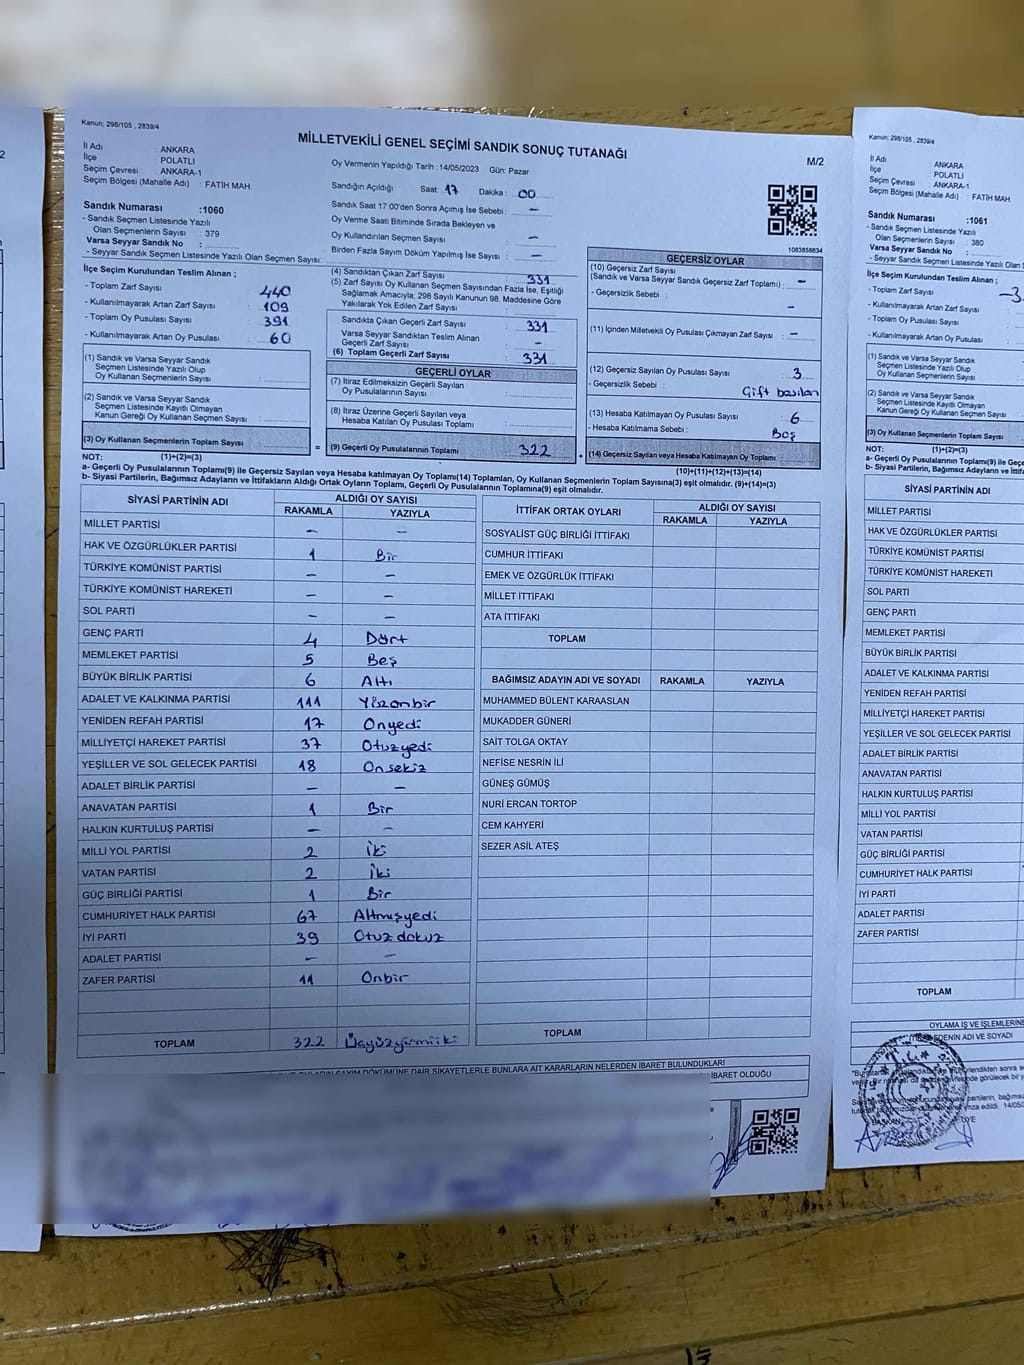 Kanun; 298/105 , 2839/4
MİLLETVEKİLİ GENEL SEÇİMİ SANDIK SONUÇ TUTANAĞI
M/2
İl Adı : ANKARA
İlçe : POLATLI
Seçim Çevresi : ANKARA-1
Seçim Bölgesi (Mahalle Adı) : FATİH MAH.
Sandık Numarası :1060
- Sandık Seçmen Listesinde Yazılı
Olan Seçmenlerin Sayısı : 379
Varsa Seyyar Sandık No :
- Seyyar Sandık Seçmen Listesinde Yazılı Olan Seçmen Sayısı:
Oy Vermenin Yapıldığı Tarih : 14/05/2023 Gün: Pazar
Sandığın Açıldığı Saat: 17 Dakika : 00
Sandık Saat 17:00'den Sonra Açımış İse Sebebi : -
Oy Verme Saati Bitiminde Sırada Bekleyen ve
Oy Kullandırılan Seçmen Sayısı : -
Birden Fazla Sayım Döküm Yapılmış İse Sayısı : -
1083858834
İlçe Seçim Kurulundan Teslim Alınan ;
- Toplam Zarf Sayısı : 440
- Kullanılmayarak Artan Zarf Sayısı : 109
- Toplam Oy Pusulası Sayısı : 391
- Kullanılmayarak Artan Oy Pusulası : 60
(1) Sandık ve Varsa Seyyar Sandık
Seçmen Listesinde Yazılı Olup
Oy Kullanan Seçmenlerin Sayısı :
(2) Sandık ve Varsa Seyyar Sandık
Seçmen Listesinde Kayıtlı Olmayan
Kanun Gereği Oy Kullanan Seçmen Sayısı :
(3) Oy Kullanan Seçmenlerin Toplam Sayısı :
(4) Sandıktan Çıkan Zarf Sayısı : 331
(5) Zarf Sayısı Oy Kullanan Seçmen Sayısından Fazla İse, Eşitliği
Sağlamak Amacıyla; 298 Sayılı Kanunun 98. Maddesine Göre
Yakılarak Yok Edilen Zarf Sayısı : -
Sandıkta Çıkan Geçerli Zarf Sayısı : 331
Varsa Seyyar Sandıktan Teslim Alınan
Geçerli Zarf Sayısı : -
(6) Toplam Geçerli Zarf Sayısı : 331
GEÇERLİ OYLAR
(7) İtiraz Edilmeksizin Geçerli Sayılan
Oy Pusulalarının Sayısı :
(8) İtiraz Üzerine Geçerli Sayılan veya
Hesaba Katılan Oy Pusulaları Toplamı :
= (9) Geçerli Oy Pusulalarının Toplamı : 322
GEÇERSİZ OYLAR
(10) Geçersiz Zarf Sayısı
(Sandık ve Varsa Seyyar Sandık Geçersiz Zarf Toplamı) : -
- Geçersizlik Sebebi : -
(11) İçinden Milletvekili Oy Pusulası Çıkmayan Zarf Sayısı : -
(12) Geçersiz Sayılan Oy Pusulası Sayısı : 3
- Geçersizlik Sebebi : Çift basılan
(13) Hesaba Katılmayan Oy Pusulası Sayısı : 6
- Hesaba Katılmama Sebebi : Boş
+ (14) Geçersiz Sayılan veya Hesaba Katılmayan Oy Toplamı :
NOT: (1)+(2)=(3)
(10)+(11)+(12)+(13)=(14)
a- Geçerli Oy Pusulalarının Toplamı(9) ile Geçersiz Sayılan veya Hesaba katılmayan Oy Toplamı(14) Toplamları, Oy Kullanan Seçmenlerin Toplam Sayısına(3) eşit olmalıdır. (9)+(14)=(3)
b- Siyasi Partilerin, Bağımsız Adayların ve İttifakların Aldığı Ortak Oyların Toplamı, Geçerli Oy Pusulalarının Toplamına(9) eşit olmalıdır.
SİYASİ PARTİNİN ADI ALDIĞI OY SAYISI
RAKAMLA YAZIYLA
MİLLET PARTİSİ - -
HAK VE ÖZGÜRLÜKLER PARTİSİ 1 Bir
TÜRKİYE KOMÜNİST PARTİSİ - -
TÜRKİYE KOMÜNİST HAREKETİ - -
SOL PARTİ - -
GENÇ PARTİ 4 Dört
MEMLEKET PARTİSİ 5 Beş
BÜYÜK BİRLİK PARTİSİ 6 Altı
ADALET VE KALKINMA PARTİSİ 111 Yüzonbir
YENİDEN REFAH PARTİSİ 17 Onyedi
MİLLİYETÇİ HAREKET PARTİSİ 37 Otuzyedi
YEŞİLLER VE SOL GELECEK PARTİSİ 18 Onsekiz
ADALET BİRLİK PARTİSİ - -
ANAVATAN PARTİSİ 1 Bir
HALKIN KURTULUŞ PARTİSİ - -
MİLLİ YOL PARTİSİ 2 İki
VATAN PARTİSİ 2 İki
GÜÇ BİRLİĞİ PARTİSİ 1 Bir
CUMHURİYET HALK PARTİSİ 67 Altmışyedi
İYİ PARTİ 39 Otuzdokuz
ADALET PARTİSİ - -
ZAFER PARTİSİ 11 Onbir
TOPLAM 322 Üçyüzyirmiiki
İTTİFAK ORTAK OYLARI ALDIĞI OY SAYISI
RAKAMLA YAZIYLA
SOSYALİST GÜÇ BİRLİĞİ İTTİFAKI
CUMHUR İTTİFAKI
EMEK VE ÖZGÜRLÜK İTTİFAKI
MİLLET İTTİFAKI
ATA İTTİFAKI
TOPLAM
BAĞIMSIZ ADAYIN ADI VE SOYADI RAKAMLA YAZIYLA
MUHAMMED BÜLENT KARAASLAN
MUKADDER GÜNERİ
SAİT TOLGA OKTAY
NEFİSE NESRİN İLİ
GÜNEŞ GÜMÜŞ
NURİ ERCAN TORTOP
CEM KAHYERİ
SEZER ASİL ATEŞ
TOPLAM
SAYIM DÖKÜMÜNE DAİR ŞİKAYETLERLE BUNLARA AİT KARARLARIN NELERDEN İBARET BULUNDUKLARI
İBARET OLDUĞU
Kanun; 298/105 , 2839/4
İl Adı : ANKARA
İlçe : POLATLI
Seçim Çevresi : ANKARA-1
Seçim Bölgesi (Mahalle Adı) : FATİH MAH
Sandık Numarası :1061
- Sandık Seçmen Listesinde Yazılı
Olan Seçmenlerin Sayısı : 380
Varsa Seyyar Sandık No :
- Seyyar Sandık Seçmen Listesinde Yazılı O
İlçe Seçim Kurulundan Teslim Alınan ;
- Toplam Zarf Sayısı :
- Kullanılmayarak Artan Zarf Sayısı :
- Toplam Oy Pusulası Sayısı :
- Kullanılmayarak Artan Oy Pusulası :
(1) Sandık ve Varsa Seyyar Sandık
Seçmen Listesinde Yazılı Olup
Oy Kullanan Seçmenlerin Sayısı
(2) Sandık ve Varsa Seyyar Sandık
Seçmen Listesinde Kayıtlı Olmayan
Kanun Gereği Oy Kullanan Seçmen Sayısı
(3) Oy Kullanan Seçmenlerin Toplam Sayısı
NOT: (1)+(2)=(3)
a- Geçerli Oy Pusulalarının Toplamı(9) ile Geçe
b- Siyasi Partilerin, Bağımsız Adayların ve İttifa
SİYASİ PARTİNİN ADI
MİLLET PARTİSİ
HAK VE ÖZGÜRLÜKLER PARTİSİ
TÜRKİYE KOMÜNİST PARTİSİ
TÜRKİYE KOMÜNİST HAREKETİ
SOL PARTİ
GENÇ PARTİ
MEMLEKET PARTİSİ
BÜYÜK BİRLİK PARTİSİ
ADALET VE KALKINMA PARTİSİ
YENİDEN REFAH PARTİSİ
MİLLİYETÇİ HAREKET PARTİSİ
YEŞİLLER VE SOL GELECEK PARTİSİ
ADALET BİRLİK PARTİSİ
ANAVATAN PARTİSİ
HALKIN KURTULUŞ PARTİSİ
MİLLİ YOL PARTİSİ
VATAN PARTİSİ
GÜÇ BİRLİĞİ PARTİSİ
CUMHURİYET HALK PARTİSİ
İYİ PARTİ
ADALET PARTİSİ
ZAFER PARTİSİ
TOPLAM
OYLAMA İŞ VE İŞLEMLERİNE
EDENİN ADI VE SOYADI